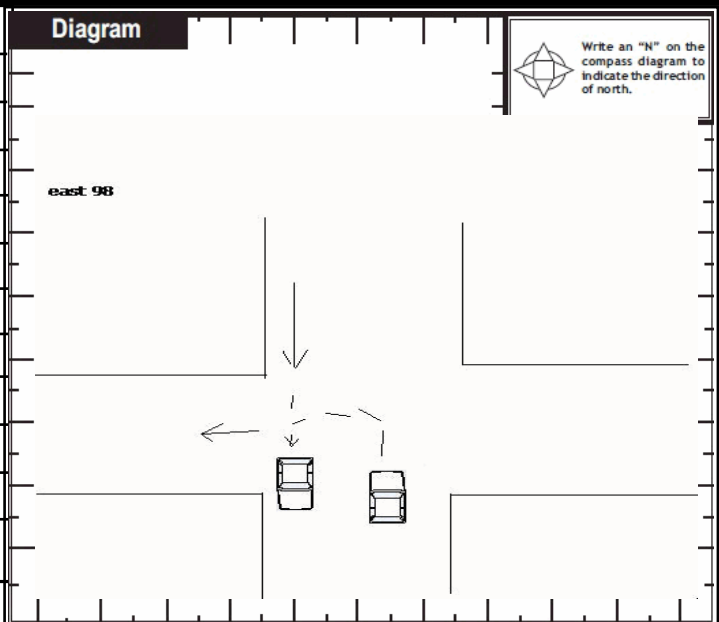 Diagram
Write an “N” on the
compass diagram to
indicate the direction
of north.
east 98